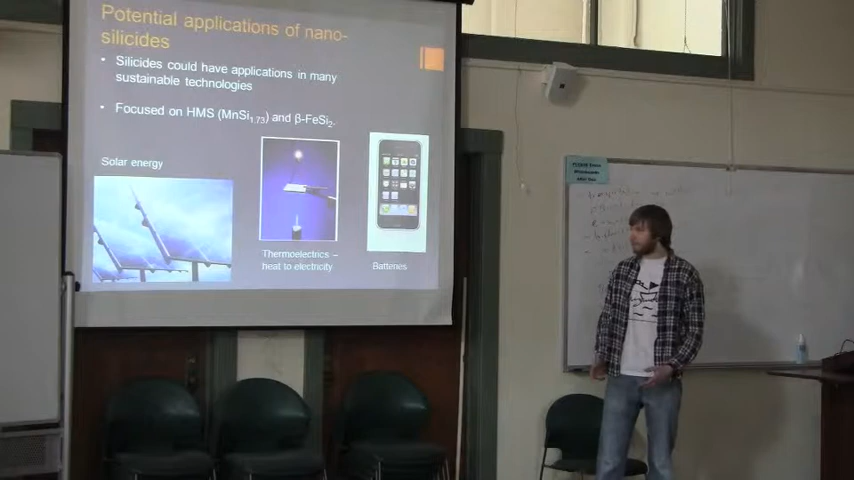 Potential applications of nano-
silicides
• Silicides could have applications in many
sustainable technologies
• Focused on HMS (MnSi1.73) and β-FeSi2.
Solar energy
Thermoelectrics –
heat to electricity
Batteries